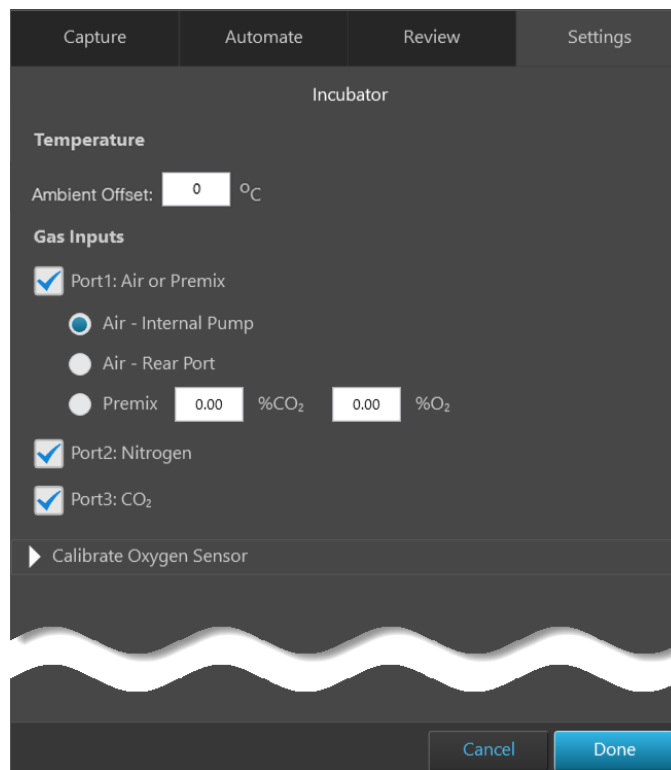 Capture Automate Review Settings
Incubator
Temperature
Ambient Offset: 0 °C
Gas Inputs
Port1: Air or Premix
Air - Internal Pump
Air - Rear Port
Premix 0.00 %CO₂ 0.00 %O₂
Port2: Nitrogen
Port3: CO₂
Calibrate Oxygen Sensor
Cancel Done